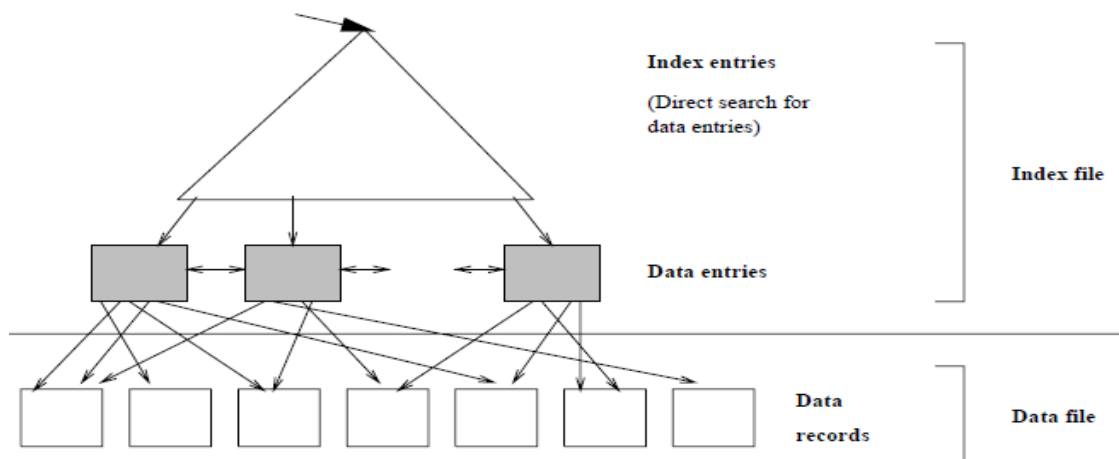 Index entries
(Direct search for
data entries)
Index file
Data entries
Data
records
Data file